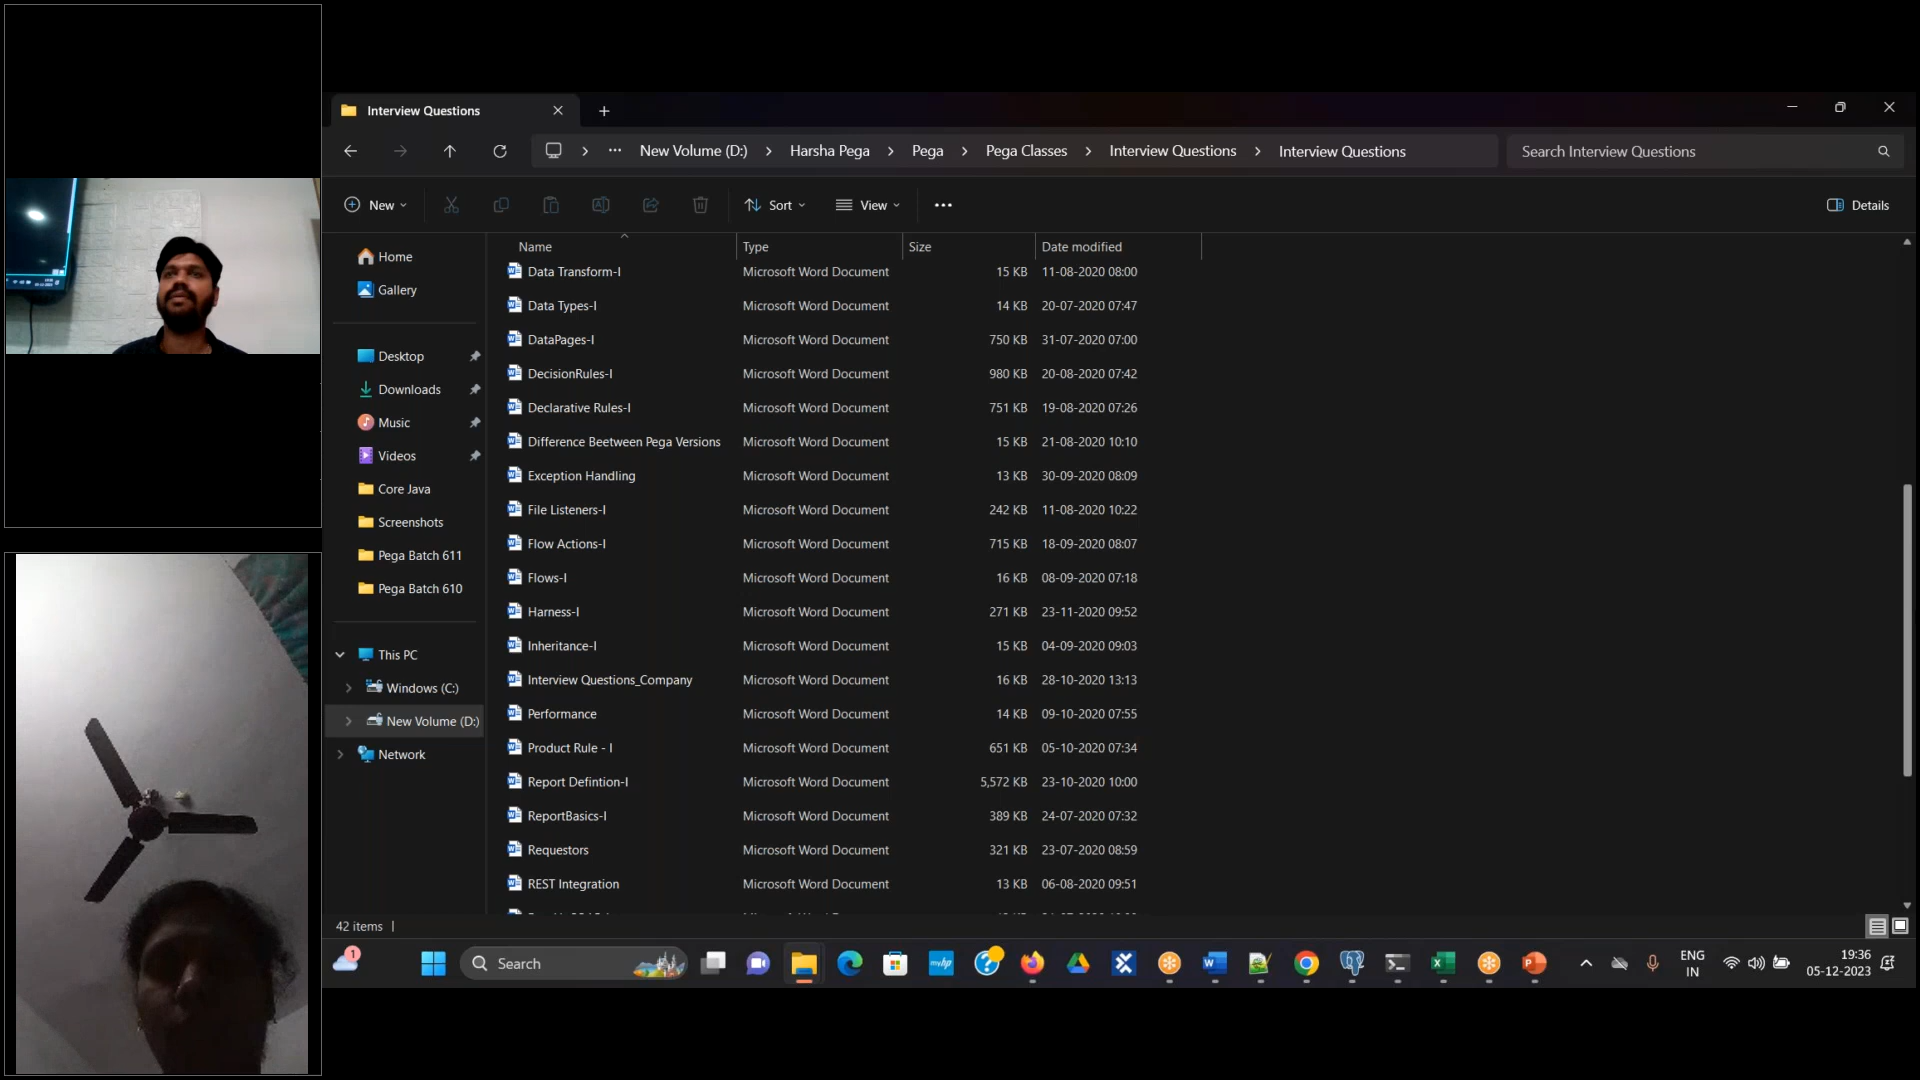 Interview Questions
New Volume (D:) Harsha Pega Pega Pega Classes Interview Questions Interview Questions
Search Interview Questions
New Sort View Details
Name Type Size Date modified
Home
Gallery
Desktop
Downloads
Music
Videos
Core Java
Screenshots
Pega Batch 611
Pega Batch 610
This PC
Windows (C:)
New Volume (D:)
Network
Data Transform-I Microsoft Word Document 15 KB 11-08-2020 08:00
Data Types-I Microsoft Word Document 14 KB 20-07-2020 07:47
DataPages-I Microsoft Word Document 750 KB 31-07-2020 07:00
DecisionRules-I Microsoft Word Document 980 KB 20-08-2020 07:42
Declarative Rules-I Microsoft Word Document 751 KB 19-08-2020 07:26
Difference Beetween Pega Versions Microsoft Word Document 15 KB 21-08-2020 10:10
Exception Handling Microsoft Word Document 13 KB 30-09-2020 08:09
File Listeners-I Microsoft Word Document 242 KB 11-08-2020 10:22
Flow Actions-I Microsoft Word Document 715 KB 18-09-2020 08:07
Flows-I Microsoft Word Document 16 KB 08-09-2020 07:18
Harness-I Microsoft Word Document 271 KB 23-11-2020 09:52
Inheritance-I Microsoft Word Document 15 KB 04-09-2020 09:03
Interview Questions_Company Microsoft Word Document 16 KB 28-10-2020 13:13
Performance Microsoft Word Document 14 KB 09-10-2020 07:55
Product Rule - I Microsoft Word Document 651 KB 05-10-2020 07:34
Report Defintion-I Microsoft Word Document 5,572 KB 23-10-2020 10:00
ReportBasics-I Microsoft Word Document 389 KB 24-07-2020 07:32
Requestors Microsoft Word Document 321 KB 23-07-2020 08:59
REST Integration Microsoft Word Document 13 KB 06-08-2020 09:51
42 items
1 Search myhp ENG 19:36
IN 05-12-2023